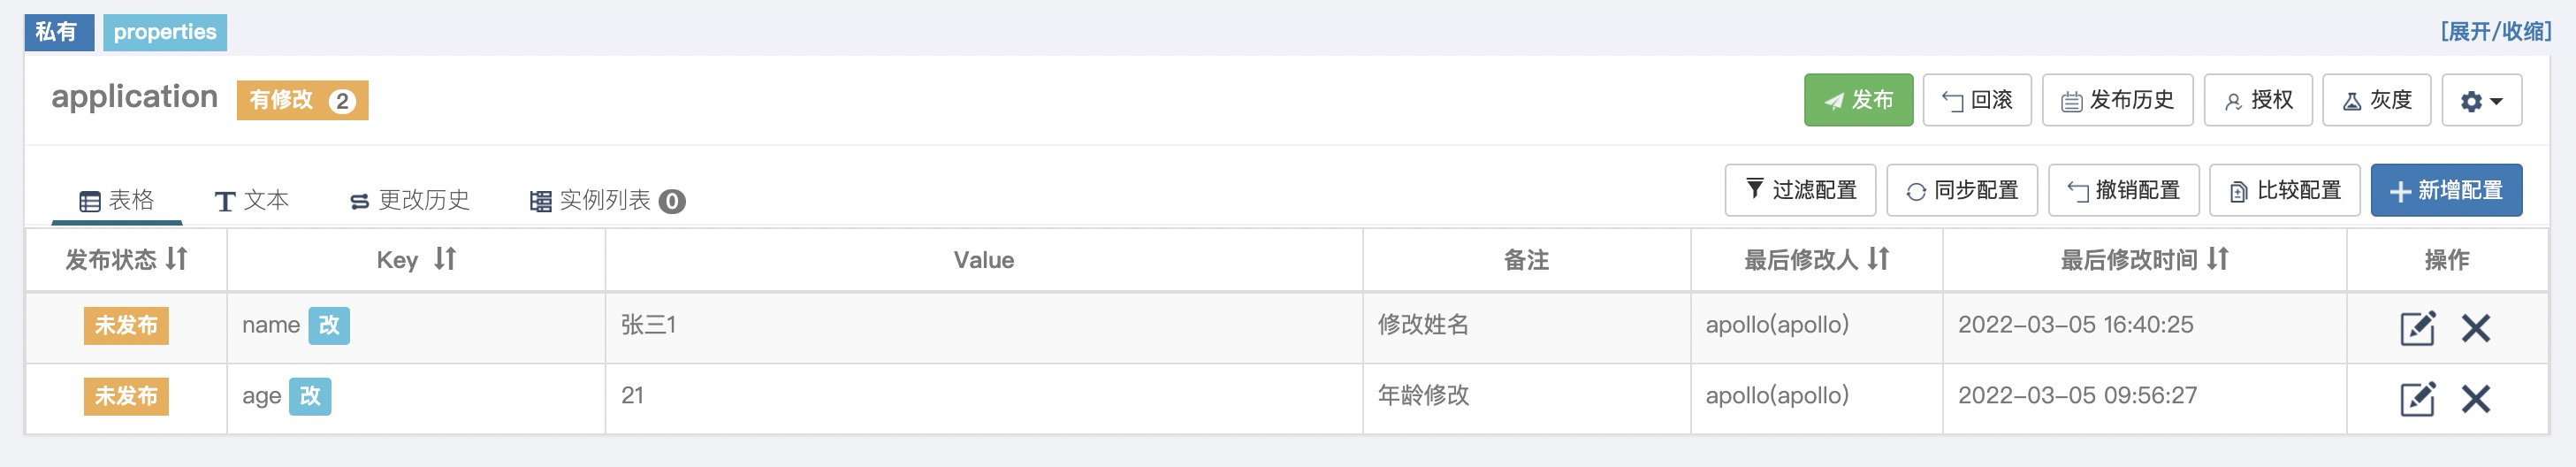 私有 properties [展开/收缩]
application 有修改 2 发布 回滚 发布历史 授权 灰度
表格 文本 更改历史 实例列表 0 过滤配置 同步配置 撤销配置 比较配置 新增配置
发布状态 Key Value 备注 最后修改人 最后修改时间 操作
未发布 name 改 张三1 修改姓名 apollo(apollo) 2022-03-05 16:40:25
未发布 age 改 21 年龄修改 apollo(apollo) 2022-03-05 09:56:27